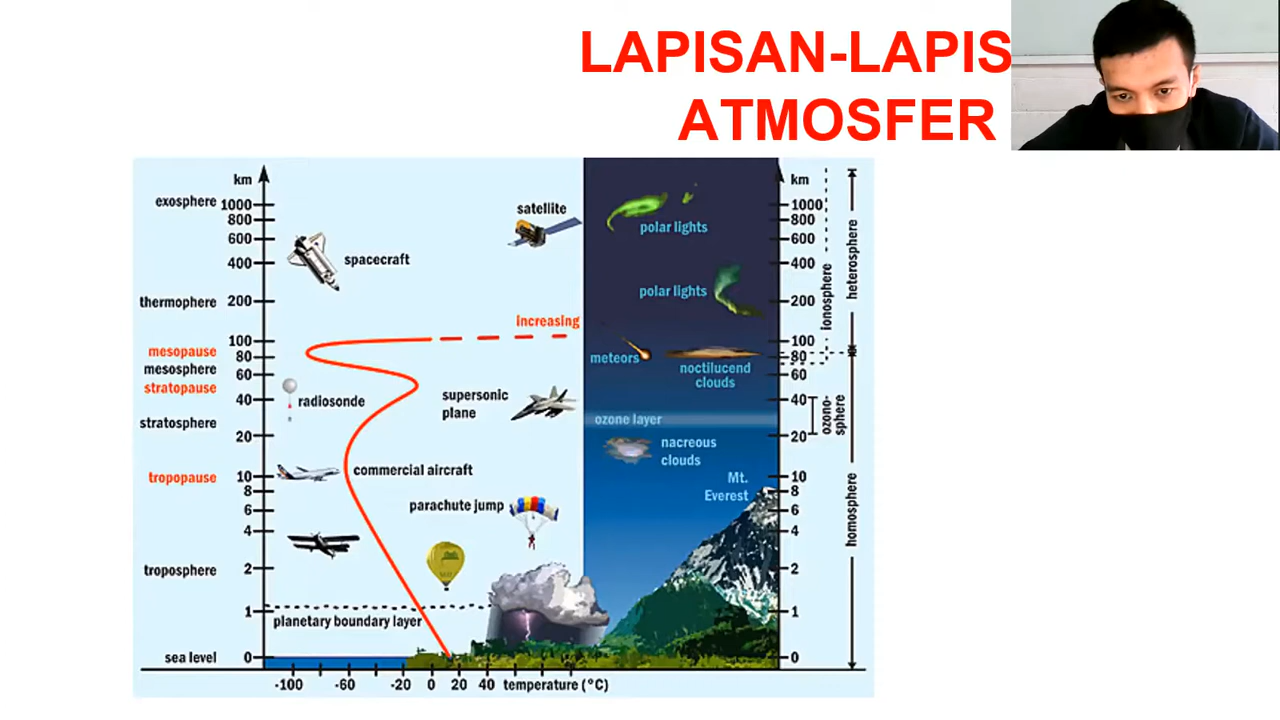 LAPISAN-LAPIS
ATMOSFER
km
km
exosphere
1000
1000
satellite
800
800
polar lights
600
600
spacecraft
400
400
heterosphere
ionosphere
polar lights
thermophere
200
200
increasing
100
100
mesopause
80
meteors
80
mesosphere
60
noctilucend
clouds
60
stratopause
radiosonde
40
supersonic
plane
40
ozono-
sphere
stratosphere
ozone layer
20
20
nacreous
clouds
tropopause
10
commercial aircraft
10
8
Mt.
Everest
8
6
parachute jump
6
homosphere
4
4
troposphere
2
2
1
1
planetary boundary layer
sea level
0
0
-100
-60
-20
0
20
40
temperature (°C)